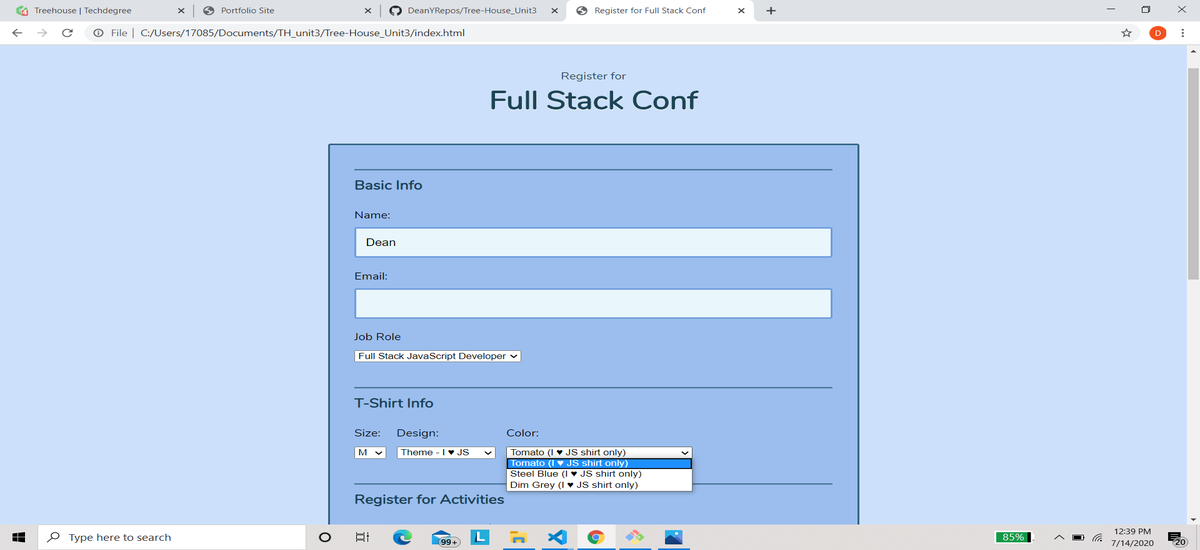 Treehouse | Techdegree
Portfolio Site
DeanYRepos/Tree-House_Unit3
Register for Full Stack Conf
File | C:/Users/17085/Documents/TH_unit3/Tree-House_Unit3/index.html
D
Register for
Full Stack Conf
Basic Info
Name:
Dean
Email:
Job Role
Full Stack JavaScript Developer
T-Shirt Info
Size: Design: Color:
M Theme - I ♥ JS Tomato (I ♥ JS shirt only)
Tomato (I ♥ JS shirt only)
Steel Blue (I ♥ JS shirt only)
Dim Grey (I ♥ JS shirt only)
Register for Activities
Type here to search
99+
L
85%
12:39 PM
7/14/2020
20